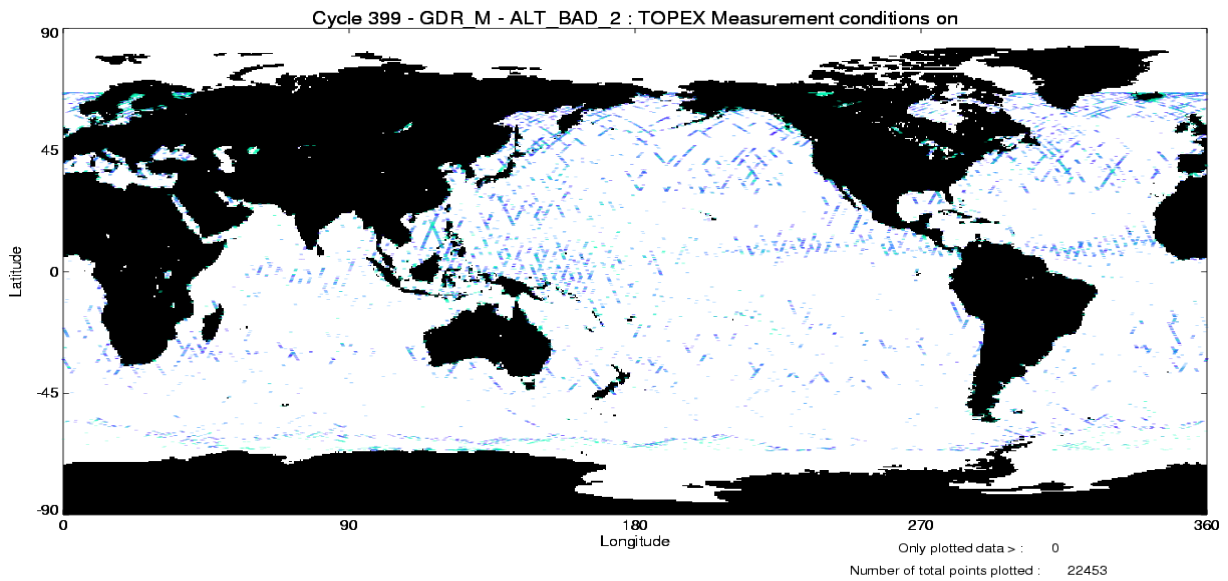 Cycle 399 - GDR_M - ALT_BAD_2 : TOPEX Measurement conditions on
90
45
0
-45
-90
Latitude
0 90 180 270 360
Longitude
Only plotted data > : 0
Number of total points plotted : 22453